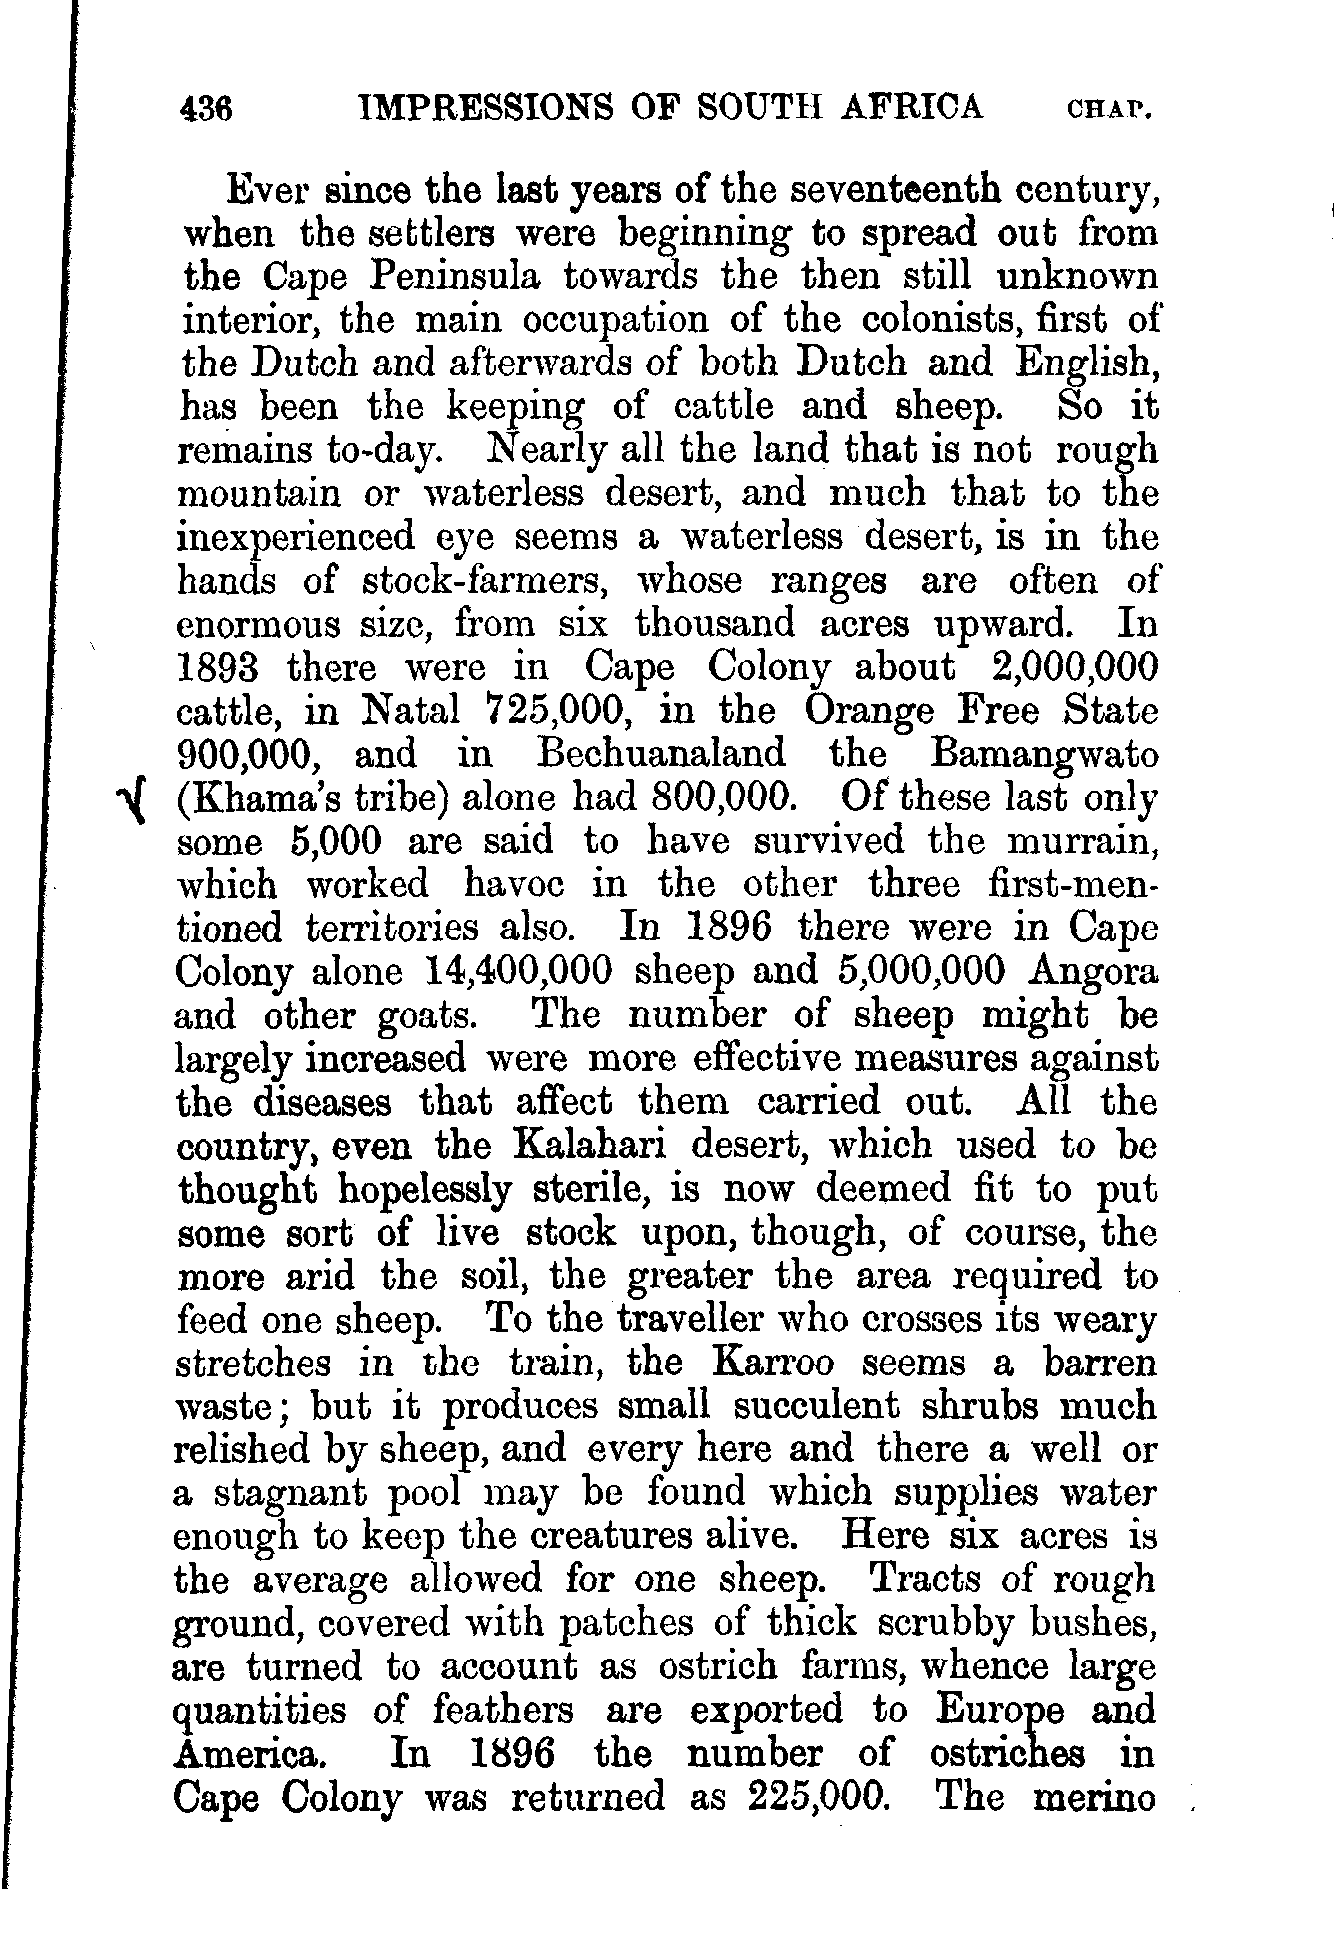 436 IMPRESSIONS OF SOUTH AFRICA CHAP.
Ever since the last years of the seventeenth century,
when the settlers were beginning to spread out from
the Cape Peninsula towards the then still unknown
interior, the main occupation of the colonists, first of
the Dutch and afterwards of both Dutch and English,
has been the keeping of cattle and sheep. So it
remains to-day. Nearly all the land that is not rough
mountain or waterless desert, and much that to the
inexperienced eye seems a waterless desert, is in the
hands of stock-farmers, whose ranges are often of
enormous size, from six thousand acres upward. In
1893 there were in Cape Colony about 2,000,000
cattle, in Natal 725,000, in the Orange Free State
900,000, and in Bechuanaland the Bamangwato
(Khama's tribe) alone had 800,000. Of these last only
some 5,000 are said to have survived the murrain,
which worked havoc in the other three first-men-
tioned territories also. In 1896 there were in Cape
Colony alone 14,400,000 sheep and 5,000,000 Angora
and other goats. The number of sheep might be
largely increased were more effective measures against
the diseases that affect them carried out. All the
country, even the Kalahari desert, which used to be
thought hopelessly sterile, is now deemed fit to put
some sort of live stock upon, though, of course, the
more arid the soil, the greater the area required to
feed one sheep. To the traveller who crosses its weary
stretches in the train, the Karroo seems a barren
waste; but it produces small succulent shrubs much
relished by sheep, and every here and there a well or
a stagnant pool may be found which supplies water
enough to keep the creatures alive. Here six acres is
the average allowed for one sheep. Tracts of rough
ground, covered with patches of thick scrubby bushes,
are turned to account as ostrich farms, whence large
quantities of feathers are exported to Europe and
America. In 1896 the number of ostriches in
Cape Colony was returned as 225,000. The merino